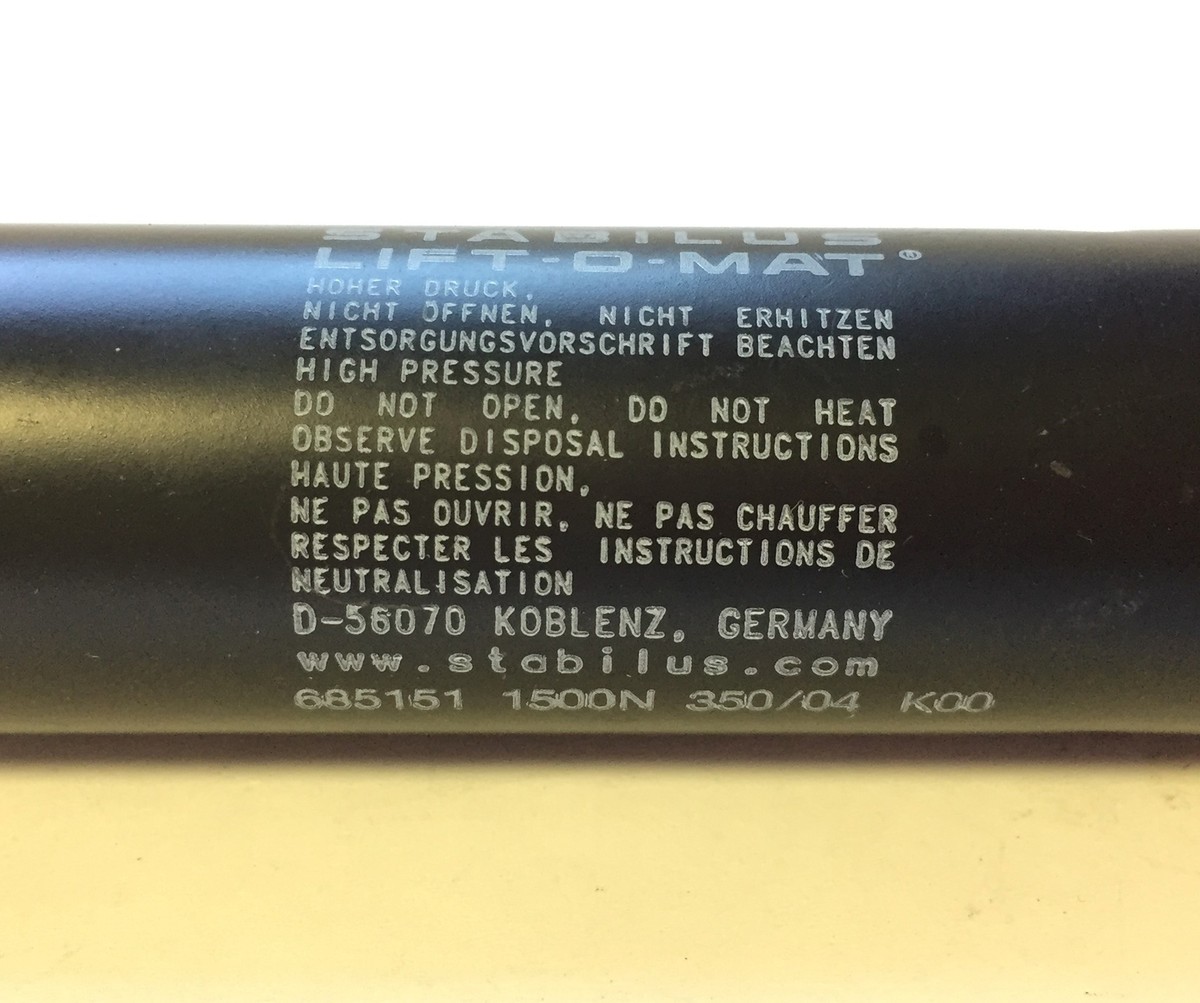 STABILUS
LIFT-O-MAT®
HOHER DRUCK,
NICHT ÖFFNEN, NICHT ERHITZEN
ENTSORGUNGSVORSCHRIFT BEACHTEN
HIGH PRESSURE
DO NOT OPEN, DO NOT HEAT
OBSERVE DISPOSAL INSTRUCTIONS
HAUTE PRESSION,
NE PAS OUVRIR, NE PAS CHAUFFER
RESPECTER LES INSTRUCTIONS DE
NEUTRALISATION
D-56070 KOBLENZ, GERMANY
www.stabilus.com
685151 1500N 350/04 K00